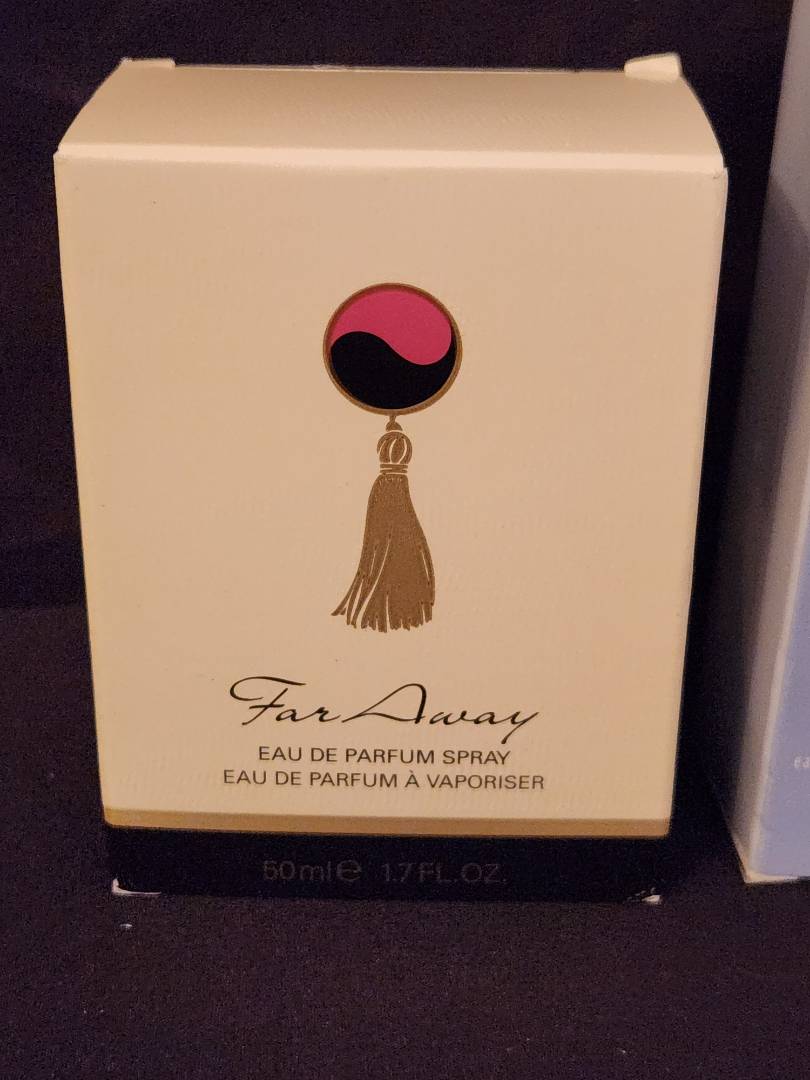 Far Away
EAU DE PARFUM SPRAY
EAU DE PARFUM À VAPORISER
50ml℮ 1.7FL.OZ.